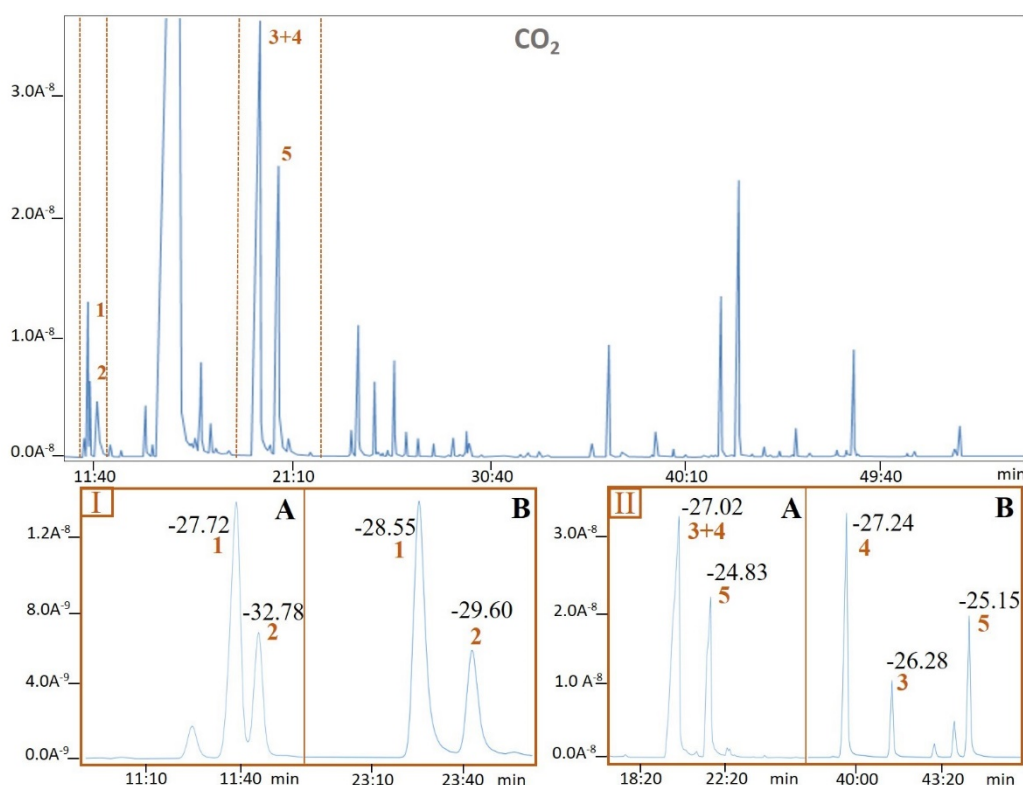 CO₂
3.0A⁻⁸
2.0A⁻⁸
1.0A⁻⁸
0.0A⁻⁸
1
2
3+4
5
11:40 21:10 30:40 40:10 49:40 min
I A B
1.2A⁻⁸
8.0A⁻⁹
4.0A⁻⁹
0.0A⁻⁹
-27.72
1
-32.78
2
-28.55
1
-29.60
2
11:10 11:40 min 23:10 23:40 min
II A B
3.0A⁻⁸
2.0A⁻⁸
1.0 A⁻⁸
0.0A⁻⁸
-27.02
3+4
-24.83
5
-27.24
4
-26.28
3
-25.15
5
18:20 22:20 min 40:00 43:20 min